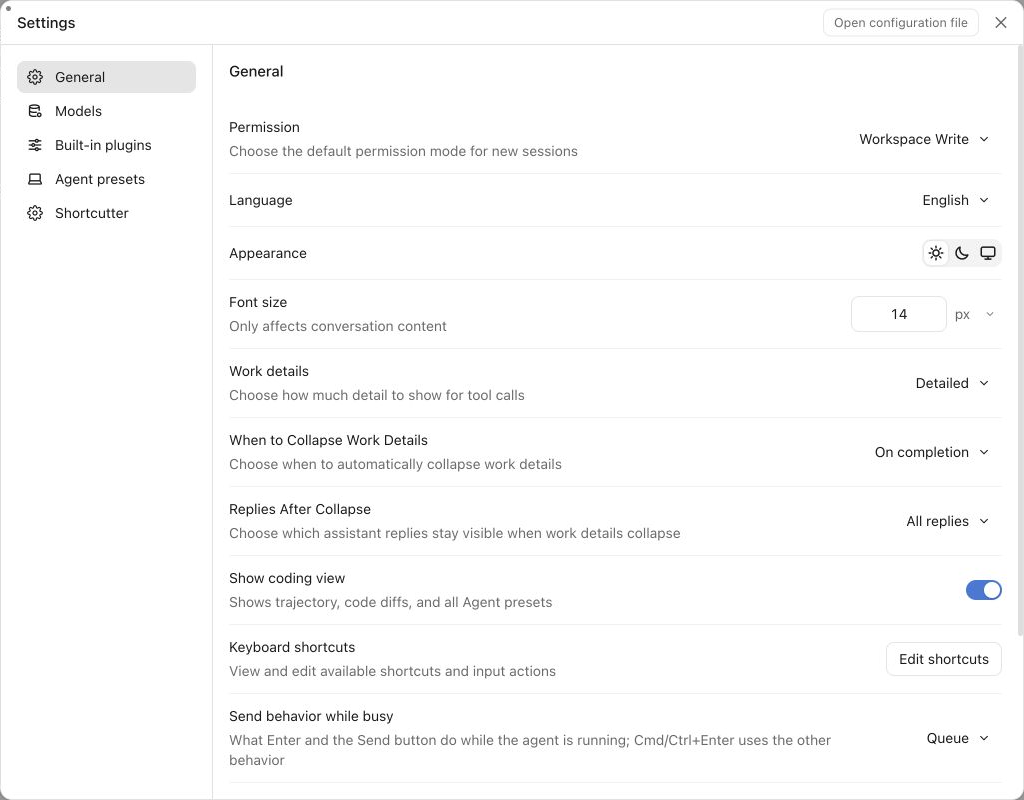 Settings
Open configuration file
General
Models
Built-in plugins
Agent presets
Shortcutter
General
Permission
Choose the default permission mode for new sessions
Workspace Write
Language
English
Appearance
Font size
Only affects conversation content
14
px
Work details
Choose how much detail to show for tool calls
Detailed
When to Collapse Work Details
Choose when to automatically collapse work details
On completion
Replies After Collapse
Choose which assistant replies stay visible when work details collapse
All replies
Show coding view
Shows trajectory, code diffs, and all Agent presets
Keyboard shortcuts
View and edit available shortcuts and input actions
Edit shortcuts
Send behavior while busy
What Enter and the Send button do while the agent is running; Cmd/Ctrl+Enter uses the other
behavior
Queue